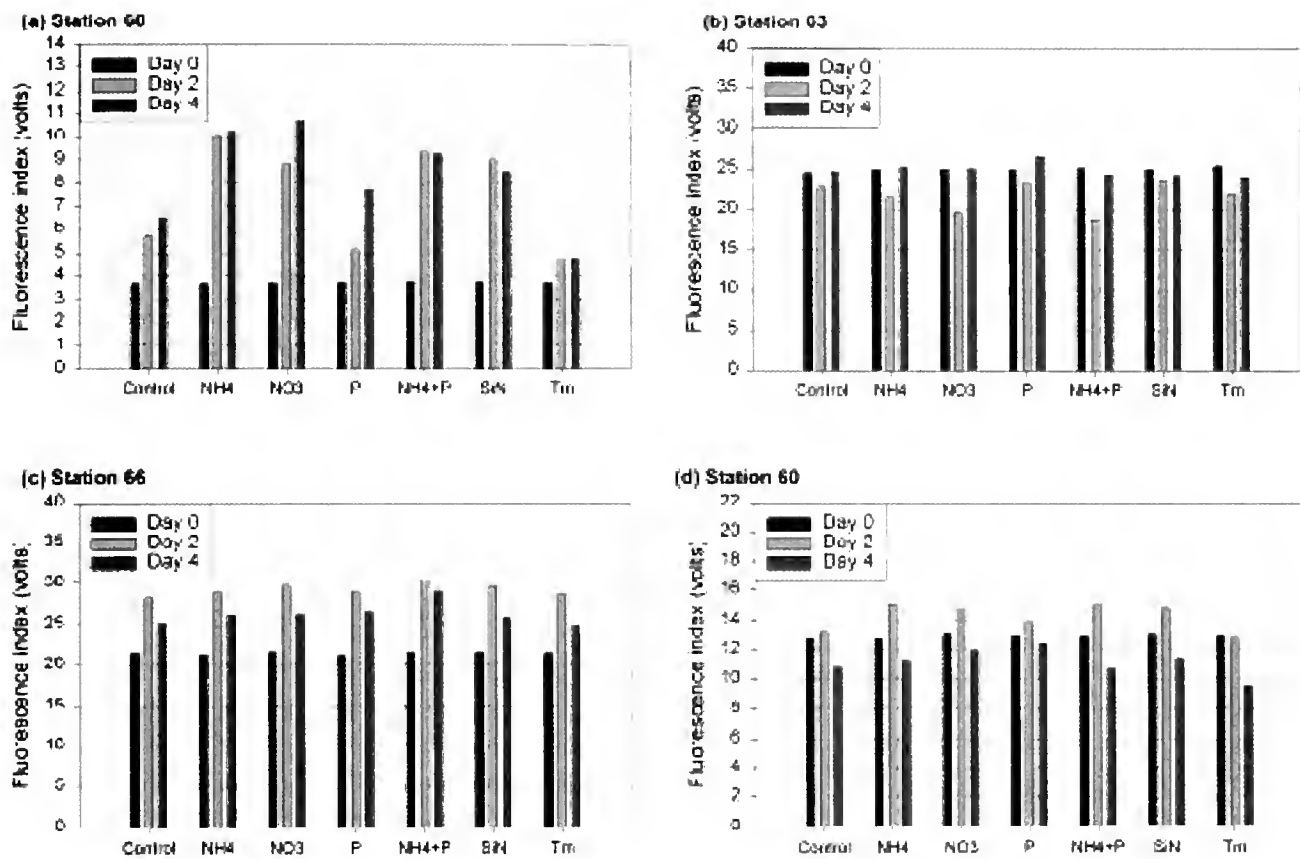 (a) Station 60
14
13
12
11
10
9
8
7
6
5
4
3
2
1
0
Fluorescence index (volts)
Day 0
Day 2
Day 4
Control NH4 NO3 P NH4+P SiN Tm
(b) Station 63
40
35
30
25
20
15
10
5
0
Fluorescence index (volts)
Day 0
Day 2
Day 4
Control NH4 NO3 P NH4+P SiN Tm
(c) Station 66
40
35
30
25
20
15
10
5
0
Fluorescence index (volts)
Day 0
Day 2
Day 4
Control NH4 NO3 P NH4+P SiN Tm
(d) Station 60
22
20
18
16
14
12
10
8
6
4
2
0
Fluorescence index (volts)
Day 0
Day 2
Day 4
Control NH4 NO3 P NH4+P SiN Tm